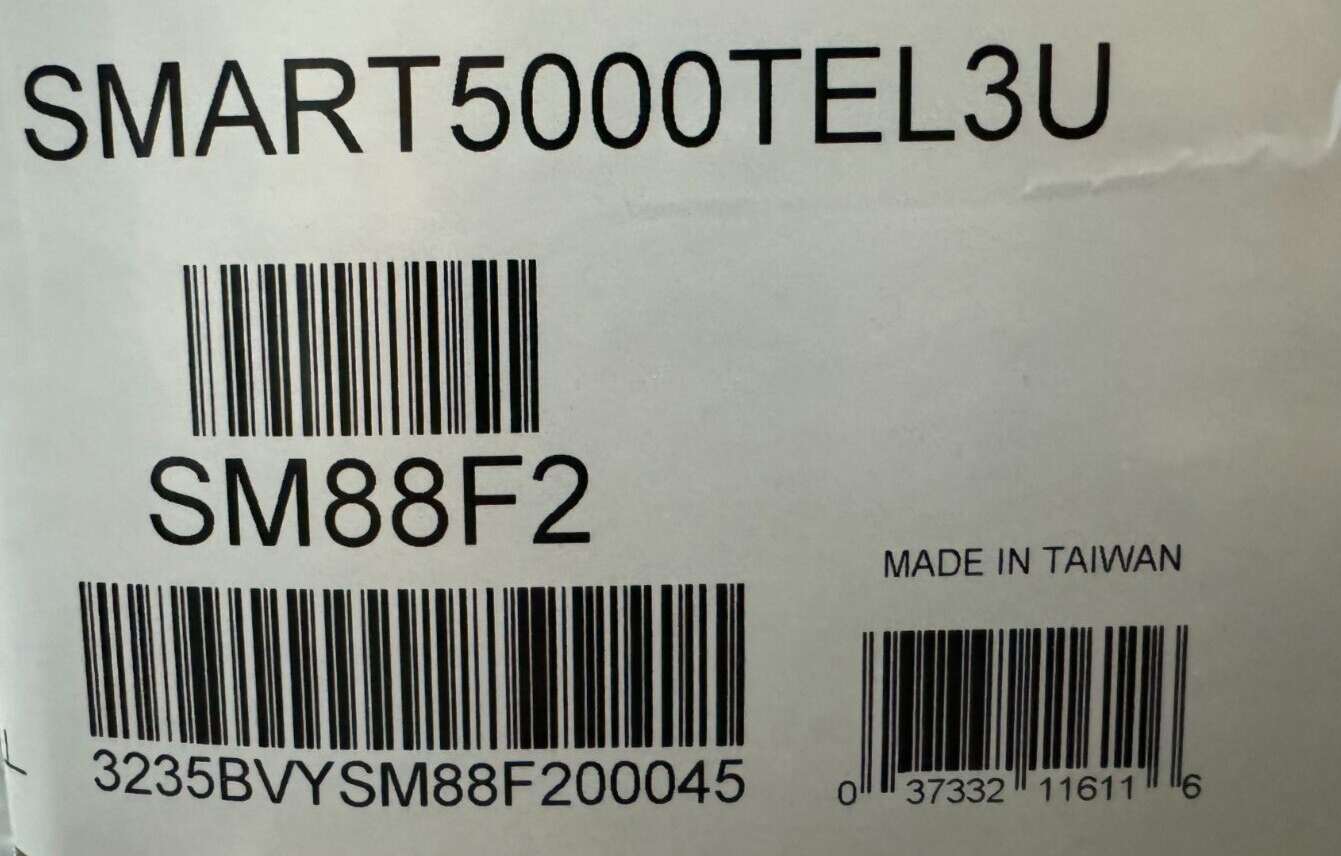 SMART5000TEL3U
SM88F2
MADE IN TAIWAN
3235BVYSM88F200045
0 37332 11611 6